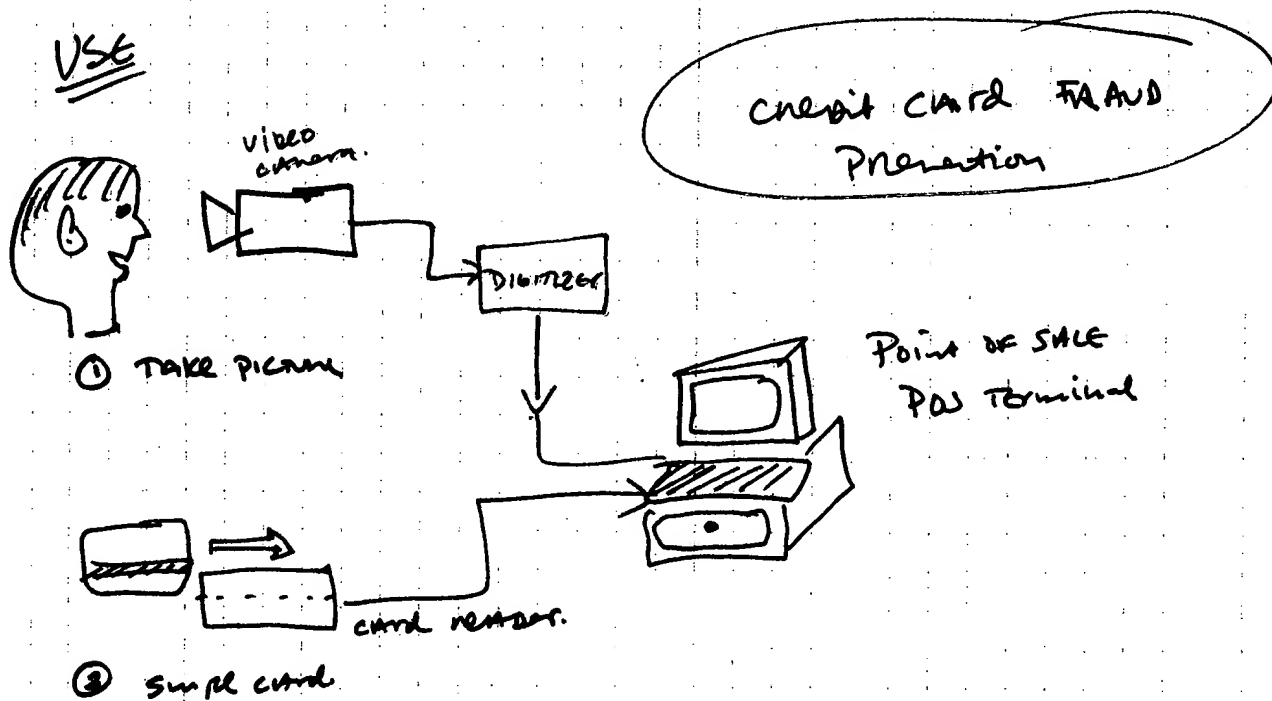 USE
CREDIT CARD FRAUD
Prevention
VIDEO
CAMERA.
DIGITIZER
① TAKE PICTURE
POINT OF SALE
POS Terminal
CARD READER.
② SWIPE CARD